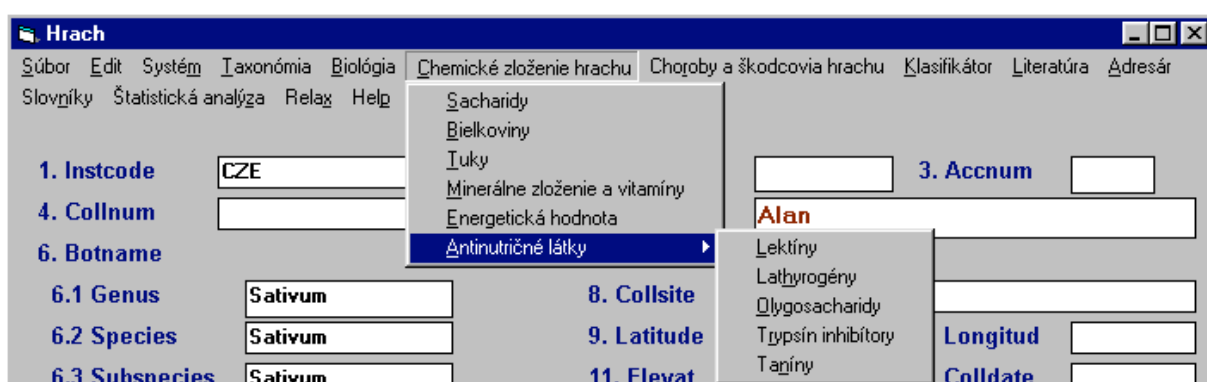 Hrach
Súbor Edit Systém Taxonómia Biológia Chemické zloženie hrachu Choroby a škodcovia hrachu Klasifikátor Literatúra Adresár
Slovníky Štatistická analýza Relax Help
Sacharidy
Bielkoviny
Tuky
Minerálne zloženie a vitamíny
Energetická hodnota
Antinutričné látky
Lektíny
Lathyrogény
Olygosacharidy
Trypsín inhibítory
Taníny
1. Instcode CZE 3. Accnum
4. Collnum Alan
6. Botname
6.1 Genus Sativum 8. Collsite
6.2 Species Sativum 9. Latitude Longitud
6.3 Subspecies Sativum 11. Elevat Colldate